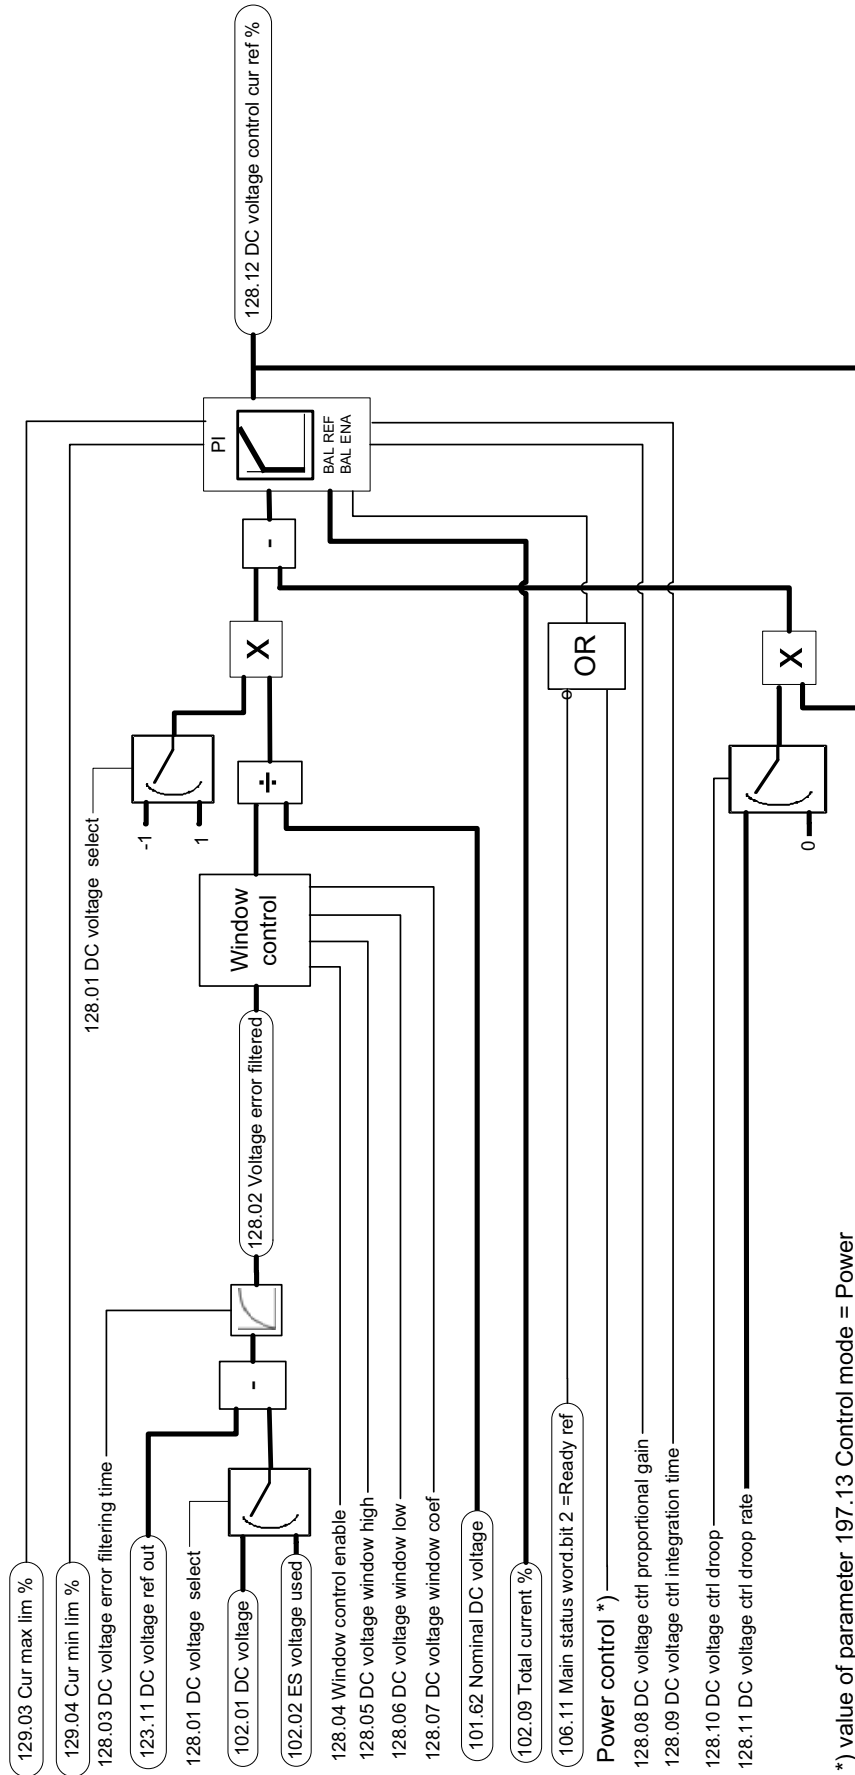 129.03 Cur max lim %
129.04 Cur min lim %
128.03 DC voltage error filtering time
123.11 DC voltage ref out
128.01 DC voltage  select
102.01 DC voltage
102.02 ES voltage used
-
128.02 Voltage error filtered
128.04 Window control enable
128.05 DC voltage window high
128.06 DC voltage window low
128.07 DC voltage window coef
Window
control
101.62 Nominal DC voltage
÷
128.01 DC voltage  select
-1
1
X
-
PI
BAL REF
BAL ENA
128.12 DC voltage control cur ref %
102.09 Total current %
106.11 Main status word.bit 2 =Ready ref
Power control *)
OR
128.08 DC voltage ctrl proportional gain
128.09 DC voltage ctrl integration time
128.10 DC voltage ctrl droop
128.11 DC voltage ctrl droop rate
0
X
*) value of parameter 197.13 Control mode = Power